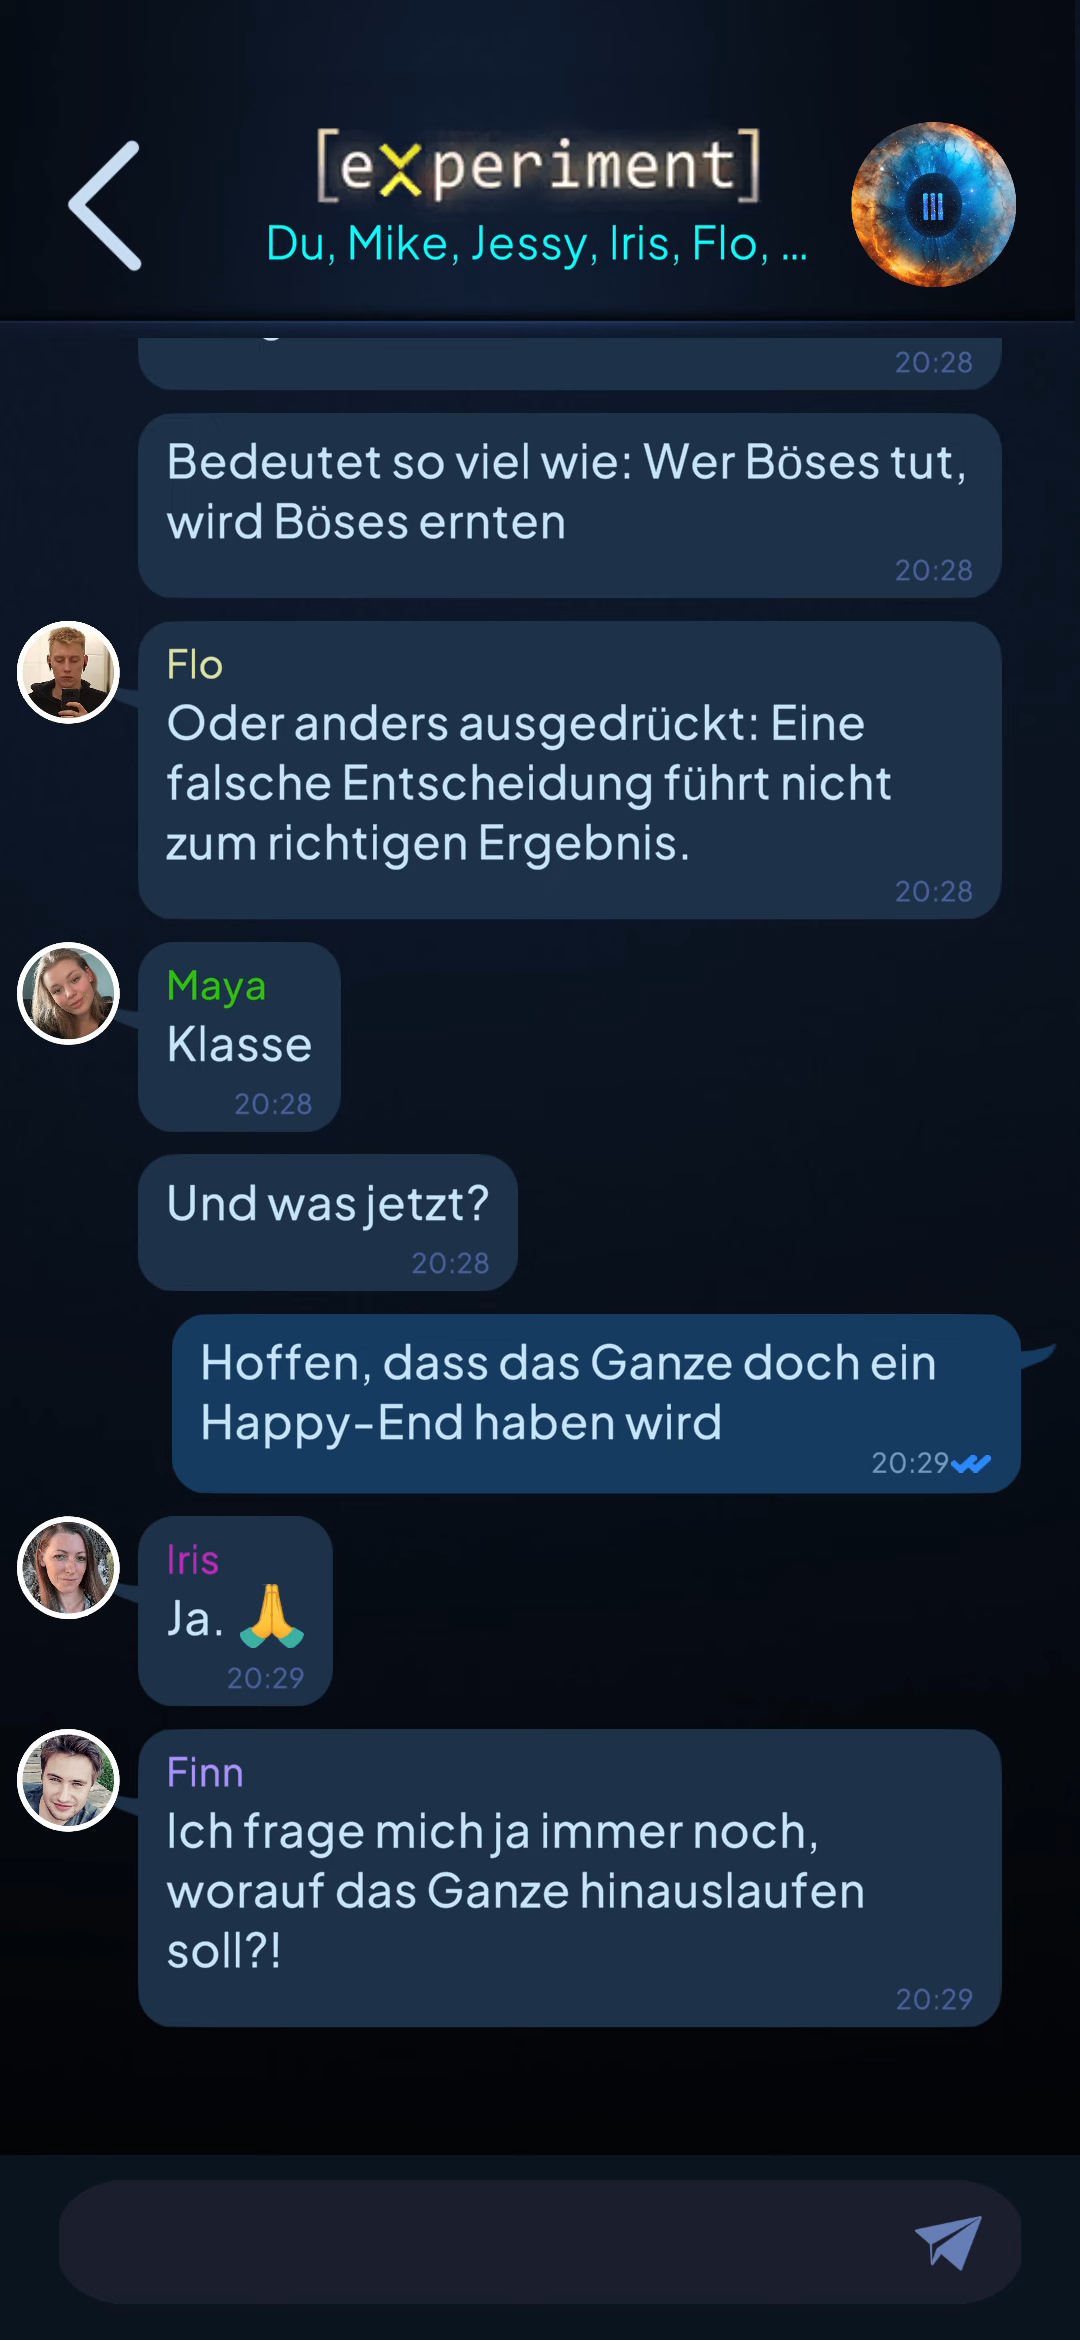 [eXperiment]
Du, Mike, Jessy, Iris, Flo, ...
20:28
Bedeutet so viel wie: Wer Böses tut,
wird Böses ernten
20:28
Flo
Oder anders ausgedrückt: Eine
falsche Entscheidung führt nicht
zum richtigen Ergebnis.
20:28
Maya
Klasse
20:28
Und was jetzt?
20:28
Hoffen, dass das Ganze doch ein
Happy-End haben wird
20:29
Iris
Ja. 🙏
20:29
Finn
Ich frage mich ja immer noch,
worauf das Ganze hinauslaufen
soll?!
20:29